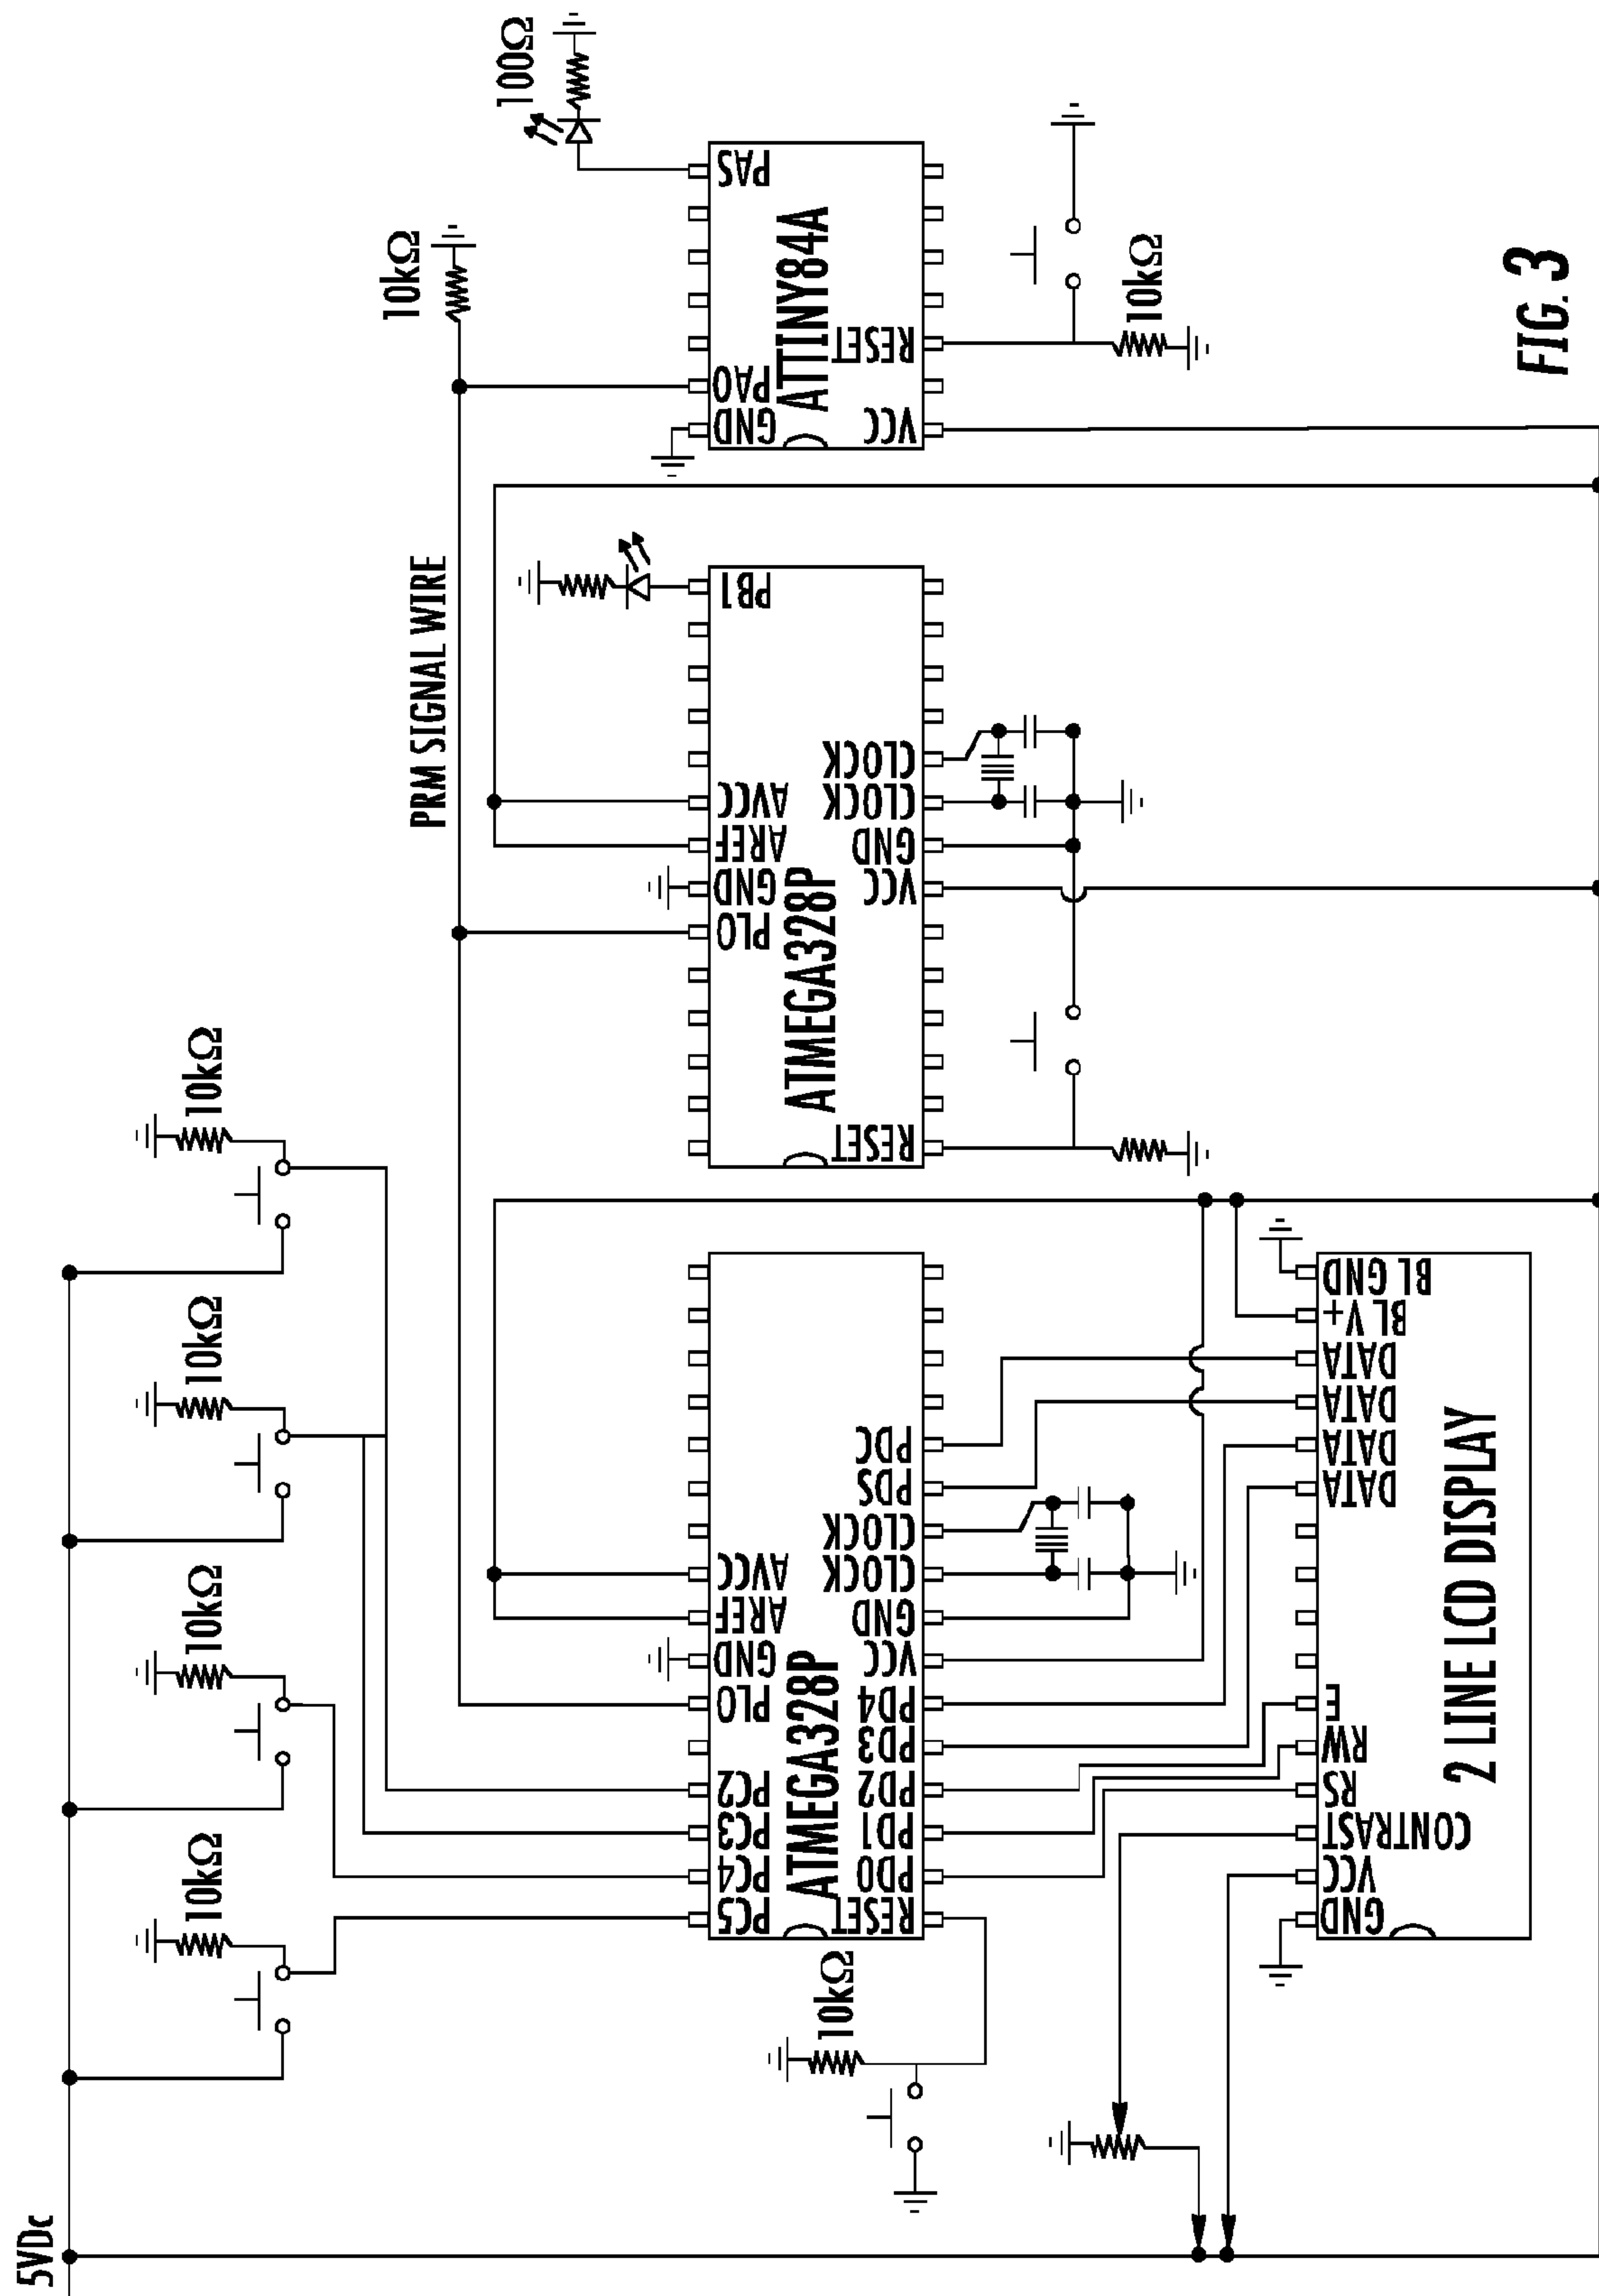 5VDc
10kΩ
10kΩ
10kΩ
10kΩ
PRM SIGNAL WIRE
10kΩ
100Ω
PC5
PC4
PC3
PC2
PLO
GND
AREF
AVCC
ATMEGA328P
RESET
PD0
PD1
PD2
PD3
PD4
VCC
GND
CLOCK
CLOCK
PDS
PDC
10kΩ
PLO
GND
AREF
AVCC
PB1
ATMEGA328P
RESET
VCC
GND
CLOCK
CLOCK
GND
PAO
PAS
ATTINY84A
VCC
RESET
10kΩ
GND
VCC
CONTRAST
RS
RW
E
DATA
DATA
DATA
DATA
BL V+
BL GND
2 LINE LCD DISPLAY
FIG. 3